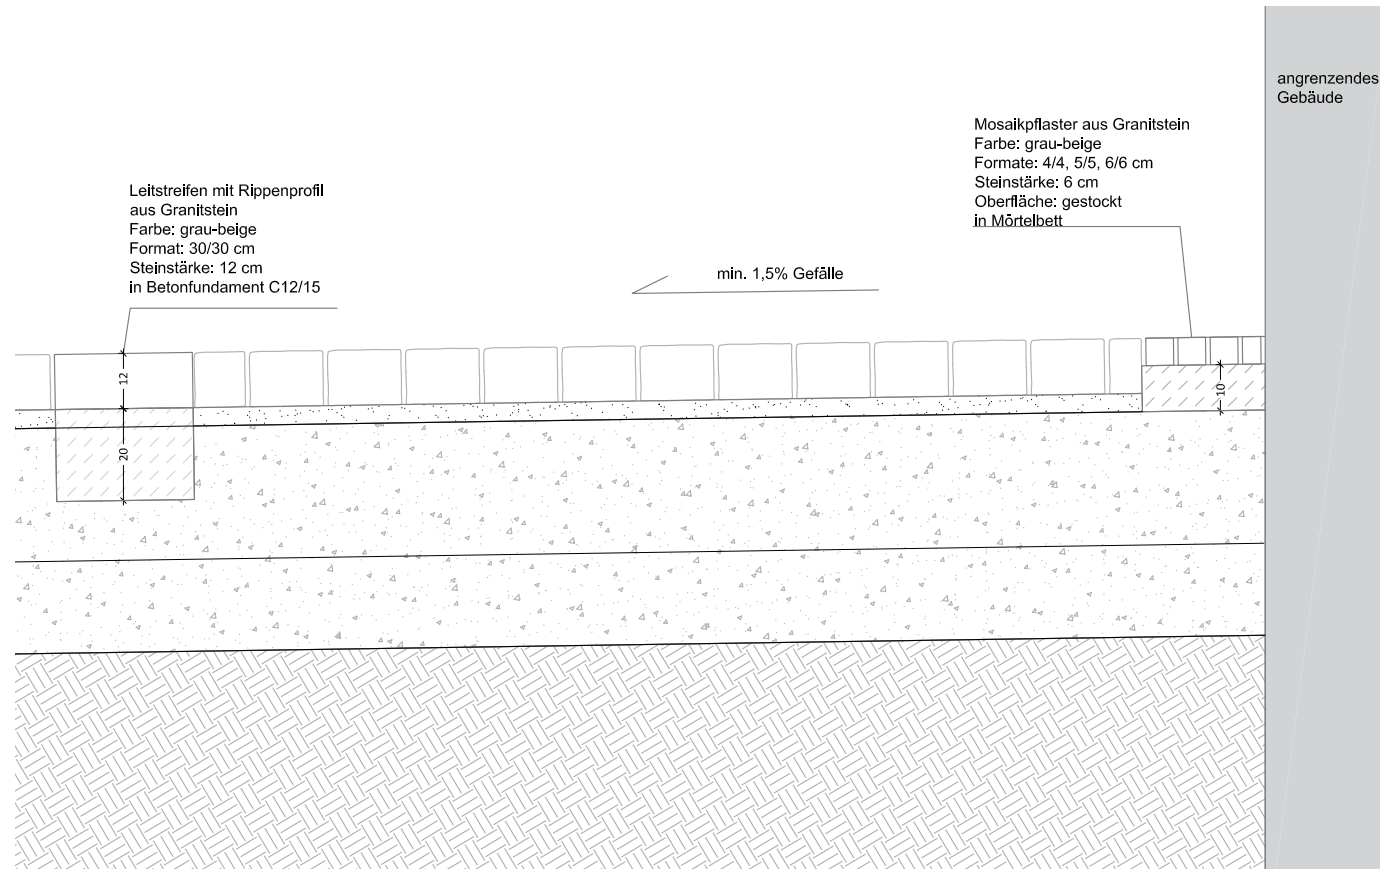 angrenzendes
Gebäude
Mosaikpflaster aus Granitstein
Farbe: grau-beige
Formate: 4/4, 5/5, 6/6 cm
Steinstärke: 6 cm
Oberfläche: gestockt
in Mörtelbett
Leitstreifen mit Rippenprofil
aus Granitstein
Farbe: grau-beige
Format: 30/30 cm
Steinstärke: 12 cm
in Betonfundament C12/15
min. 1,5% Gefälle
12
20
10